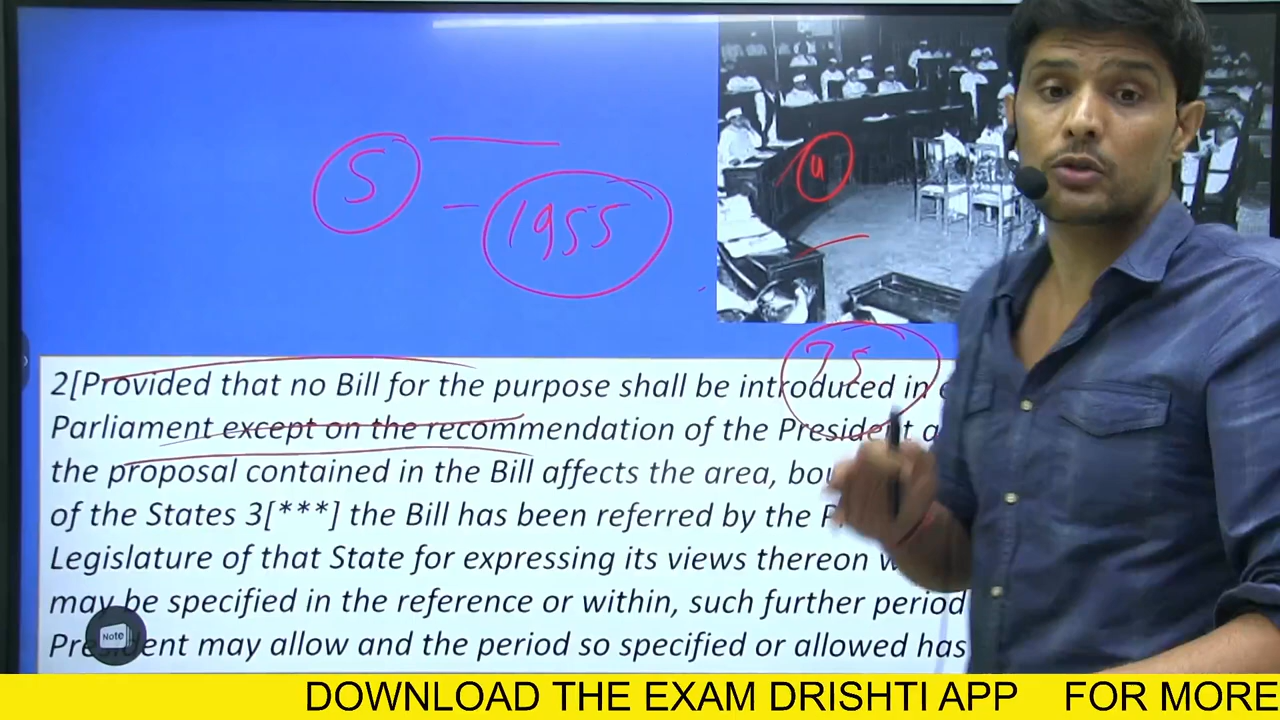 5
- 1955
4
75
2[Provided that no Bill for the purpose shall be introduced in e
Parliament except on the recommendation of the President a
the proposal contained in the Bill affects the area, bou
of the States 3[***] the Bill has been referred by the P
Legislature of that State for expressing its views thereon w
may be specified in the reference or within, such further period
President may allow and the period so specified or allowed has
Note
DOWNLOAD THE EXAM DRISHTI APP FOR MORE